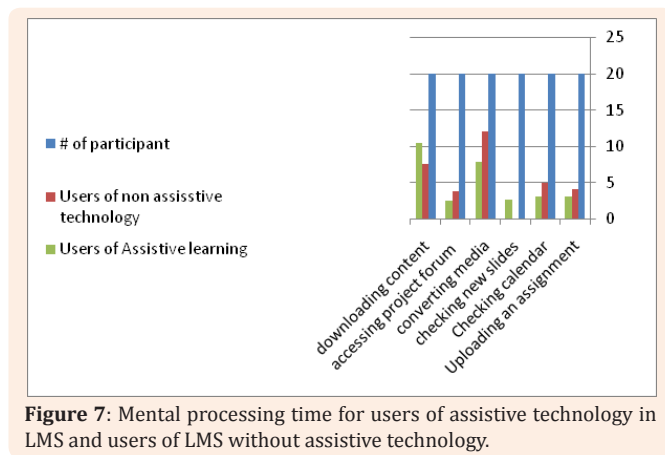 25
20
15
10
5
0
# of participant
Users of non assisstive
technology
Users of Assistive learning
downloading content
accessing project forum
converting media
checking new slides
Checking calendar
Uploading an assignment
Figure 7: Mental processing time for users of assistive technology in
LMS and users of LMS without assistive technology.